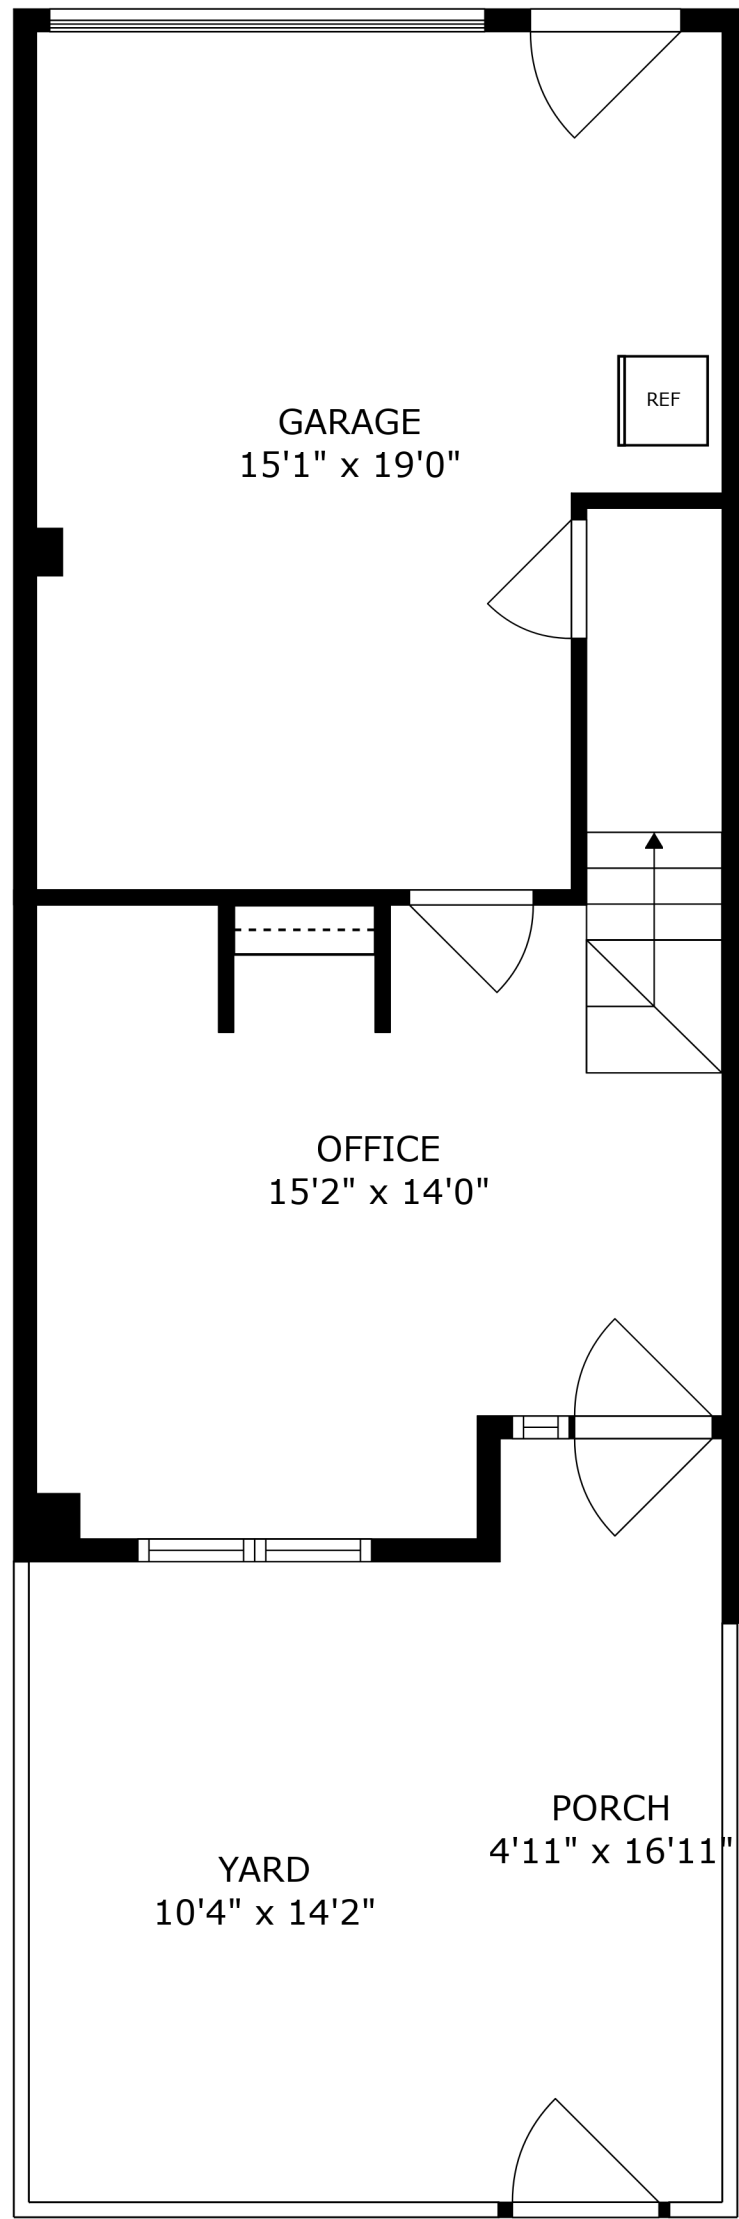 REF
GARAGE
15'1" x 19'0"
OFFICE
15'2" x 14'0"
PORCH
4'11" x 16'11"
YARD
10'4" x 14'2"